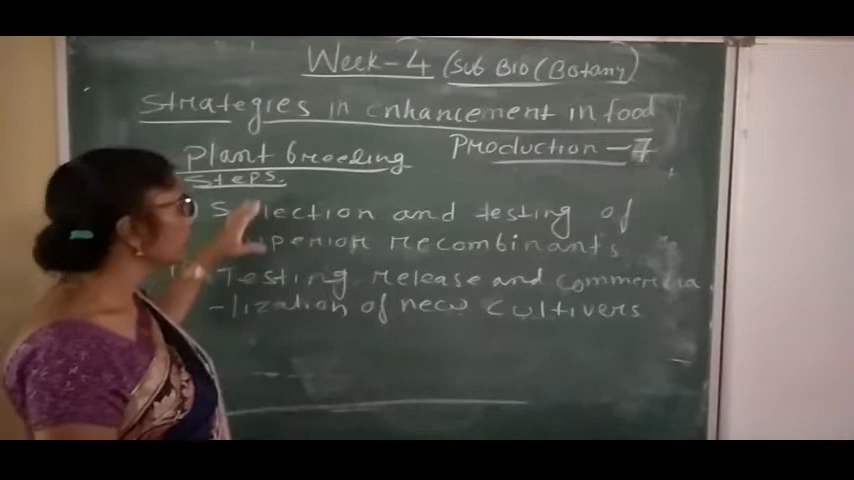 Week-4 (Sub Bio (Botany)
Strategies in enhancement in food
Production-7
Plant breeding
Steps.
Selection and testing of
superior recombinants
Testing release and commercia
-lization of new cultivers